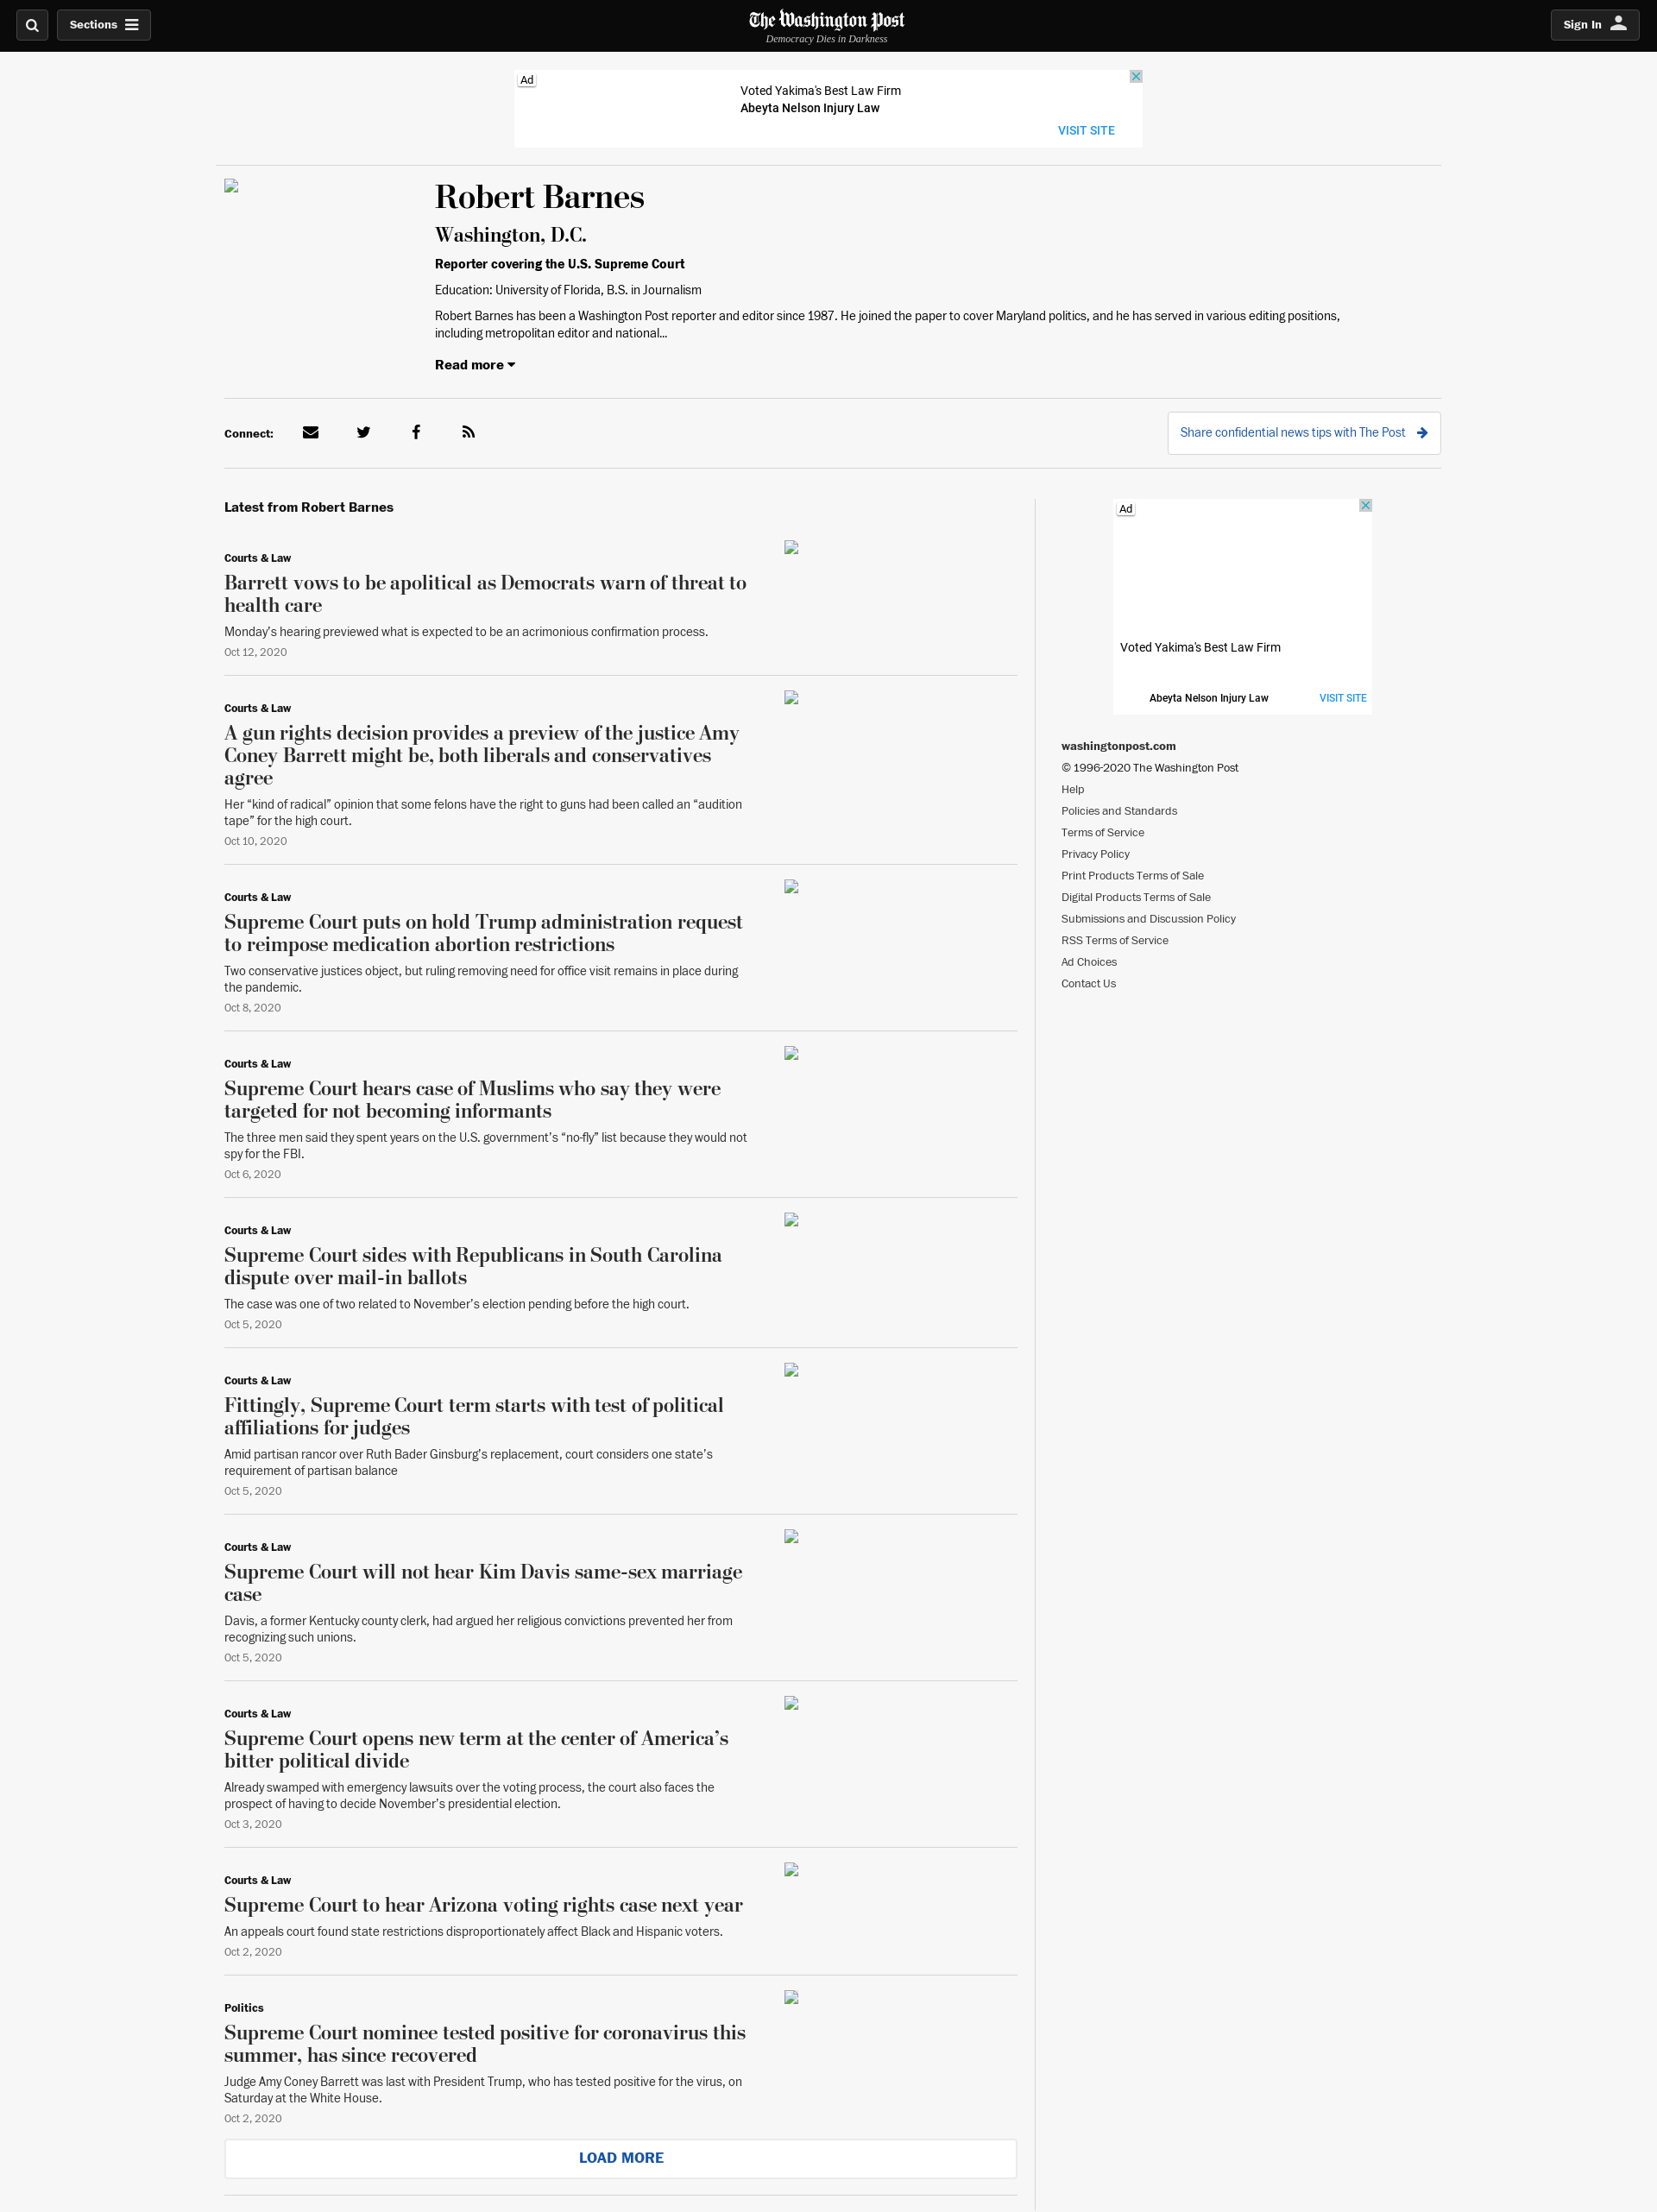 Sections
The Washington Post
Democracy Dies in Darkness
Sign In
Ad
Voted Yakima's Best Law Firm
Abeyta Nelson Injury Law
VISIT SITE
Robert Barnes
Washington, D.C.
Reporter covering the U.S. Supreme Court
Education: University of Florida, B.S. in Journalism
Robert Barnes has been a Washington Post reporter and editor since 1987. He joined the paper to cover Maryland politics, and he has served in various editing positions,
including metropolitan editor and national...
Read more
Connect:
Share confidential news tips with The Post
Latest from Robert Barnes
Courts & Law
Barrett vows to be apolitical as Democrats warn of threat to
health care
Monday’s hearing previewed what is expected to be an acrimonious confirmation process.
Oct 12, 2020
Courts & Law
A gun rights decision provides a preview of the justice Amy
Coney Barrett might be, both liberals and conservatives
agree
Her “kind of radical” opinion that some felons have the right to guns had been called an “audition
tape” for the high court.
Oct 10, 2020
Courts & Law
Supreme Court puts on hold Trump administration request
to reimpose medication abortion restrictions
Two conservative justices object, but ruling removing need for office visit remains in place during
the pandemic.
Oct 8, 2020
Courts & Law
Supreme Court hears case of Muslims who say they were
targeted for not becoming informants
The three men said they spent years on the U.S. government’s “no-fly” list because they would not
spy for the FBI.
Oct 6, 2020
Courts & Law
Supreme Court sides with Republicans in South Carolina
dispute over mail-in ballots
The case was one of two related to November’s election pending before the high court.
Oct 5, 2020
Courts & Law
Fittingly, Supreme Court term starts with test of political
affiliations for judges
Amid partisan rancor over Ruth Bader Ginsburg’s replacement, court considers one state’s
requirement of partisan balance
Oct 5, 2020
Courts & Law
Supreme Court will not hear Kim Davis same-sex marriage
case
Davis, a former Kentucky county clerk, had argued her religious convictions prevented her from
recognizing such unions.
Oct 5, 2020
Courts & Law
Supreme Court opens new term at the center of America’s
bitter political divide
Already swamped with emergency lawsuits over the voting process, the court also faces the
prospect of having to decide November’s presidential election.
Oct 3, 2020
Courts & Law
Supreme Court to hear Arizona voting rights case next year
An appeals court found state restrictions disproportionately affect Black and Hispanic voters.
Oct 2, 2020
Politics
Supreme Court nominee tested positive for coronavirus this
summer, has since recovered
Judge Amy Coney Barrett was last with President Trump, who has tested positive for the virus, on
Saturday at the White House.
Oct 2, 2020
LOAD MORE
Ad
Voted Yakima's Best Law Firm
Abeyta Nelson Injury Law
VISIT SITE
washingtonpost.com
© 1996-2020 The Washington Post
Help
Policies and Standards
Terms of Service
Privacy Policy
Print Products Terms of Sale
Digital Products Terms of Sale
Submissions and Discussion Policy
RSS Terms of Service
Ad Choices
Contact Us